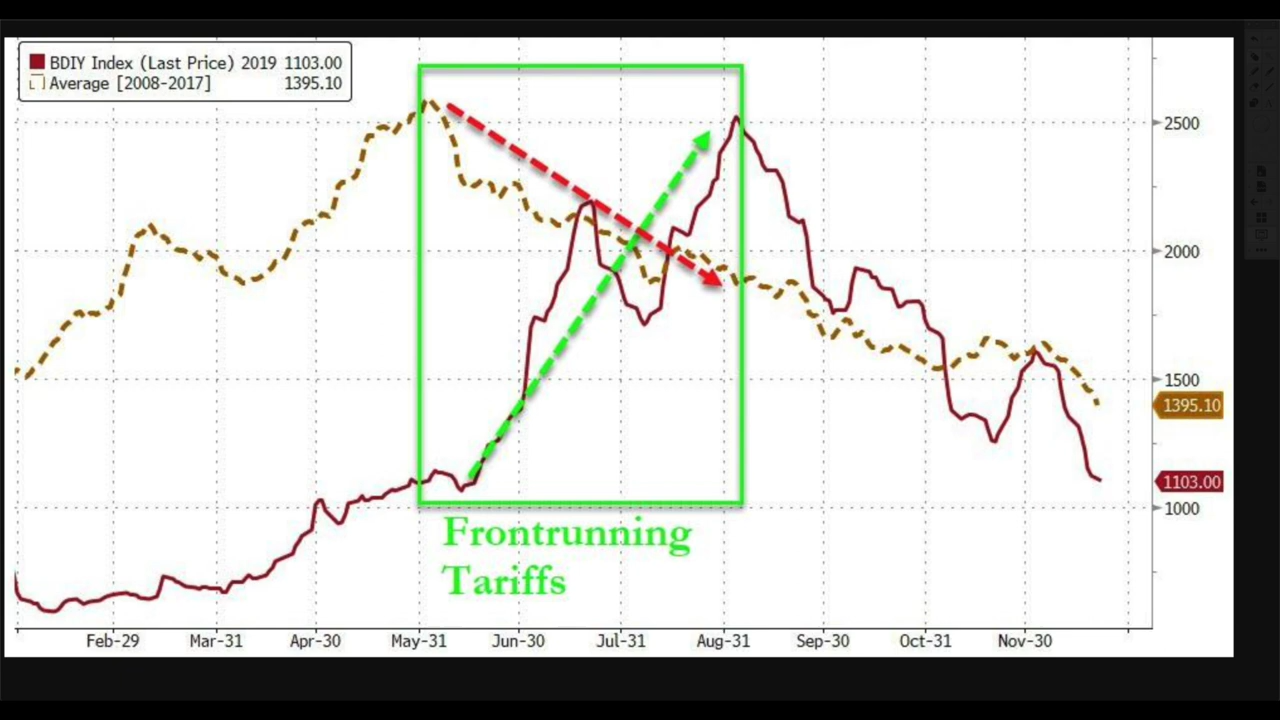 BDIY Index (Last Price) 2019 1103.00
Average [2008-2017] 1395.10
2500
2000
1500
1395.10
1103.00
1000
Frontrunning
Tariffs
Feb-29 Mar-31 Apr-30 May-31 Jun-30 Jul-31 Aug-31 Sep-30 Oct-31 Nov-30